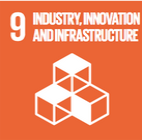 9 INDUSTRY, INNOVATION
AND INFRASTRUCTURE